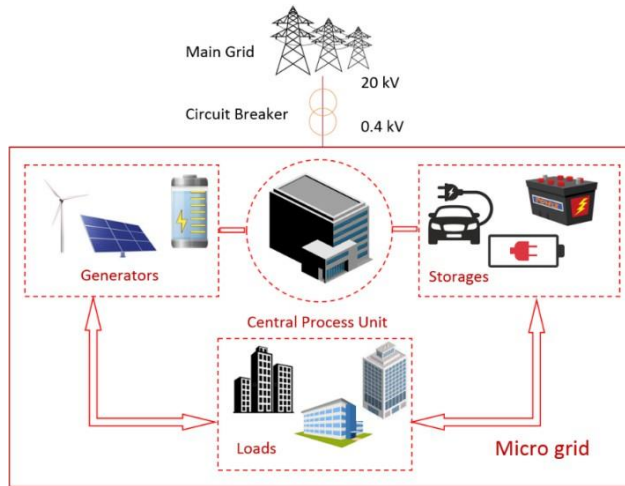 Main Grid
20 kV
Circuit Breaker
0.4 kV
Generators
Storages
Central Process Unit
Loads
Micro grid